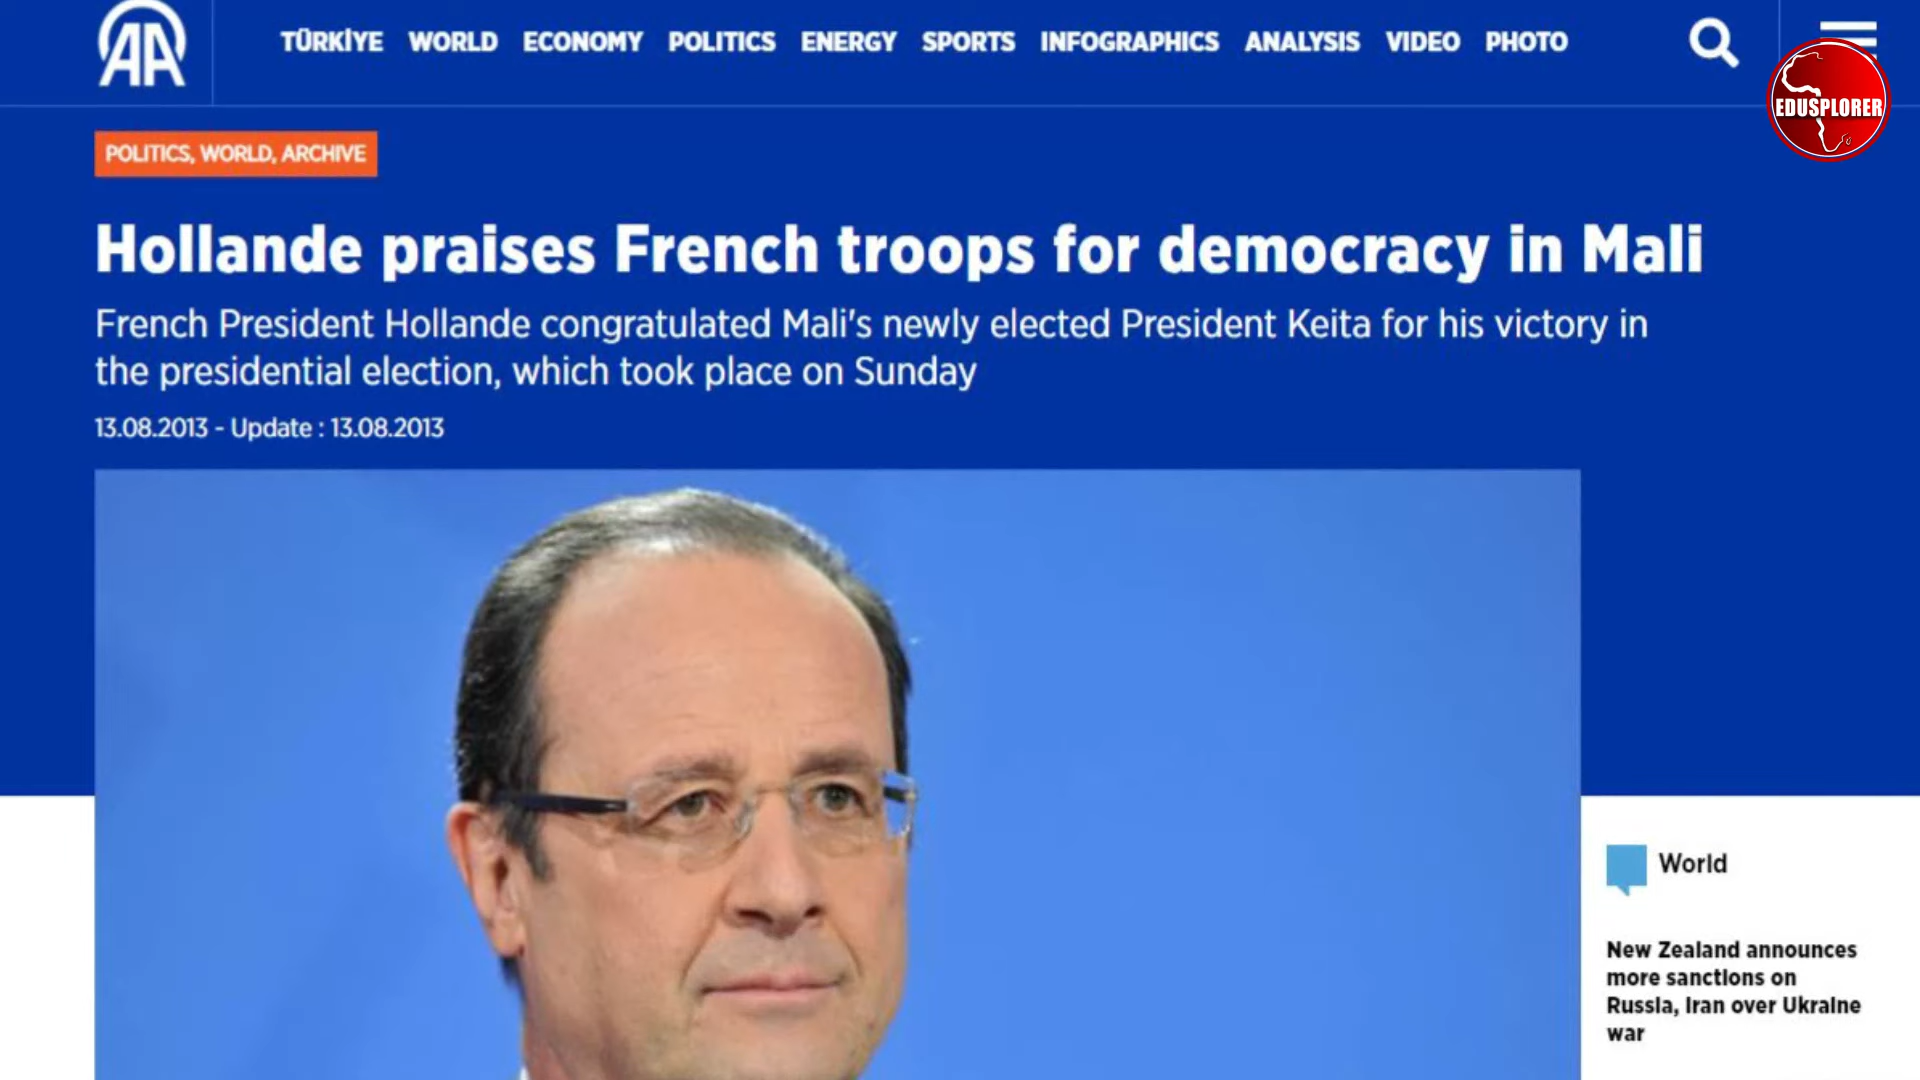 AA
TÜRKİYE WORLD ECONOMY POLITICS ENERGY SPORTS INFOGRAPHICS ANALYSIS VIDEO PHOTO
EDUSPLORER
POLITICS, WORLD, ARCHIVE
Hollande praises French troops for democracy in Mali
French President Hollande congratulated Mali's newly elected President Keita for his victory in
the presidential election, which took place on Sunday
13.08.2013 - Update : 13.08.2013
World
New Zealand announces
more sanctions on
Russia, Iran over Ukraine
war